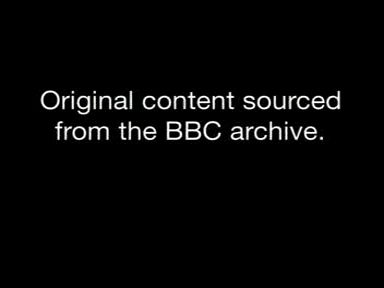 Original content sourced
from the BBC archive.